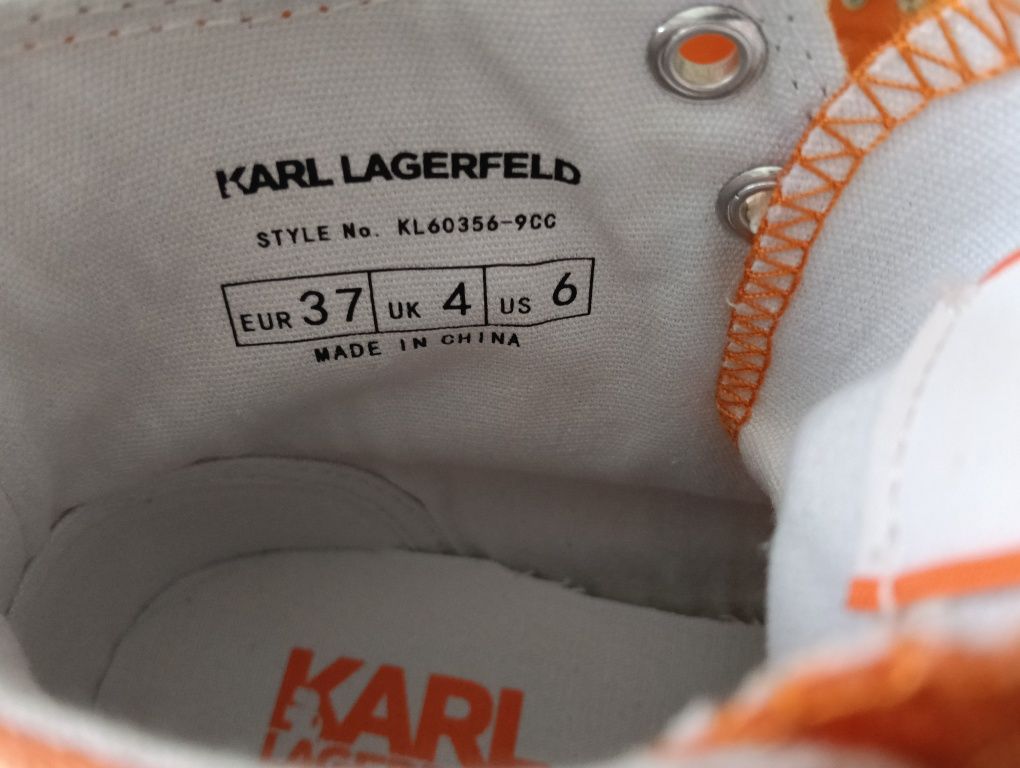 KARL LAGERFELD
STYLE No. KL60356-9CC
EUR 37 UK 4 US 6
MADE IN CHINA
KARL